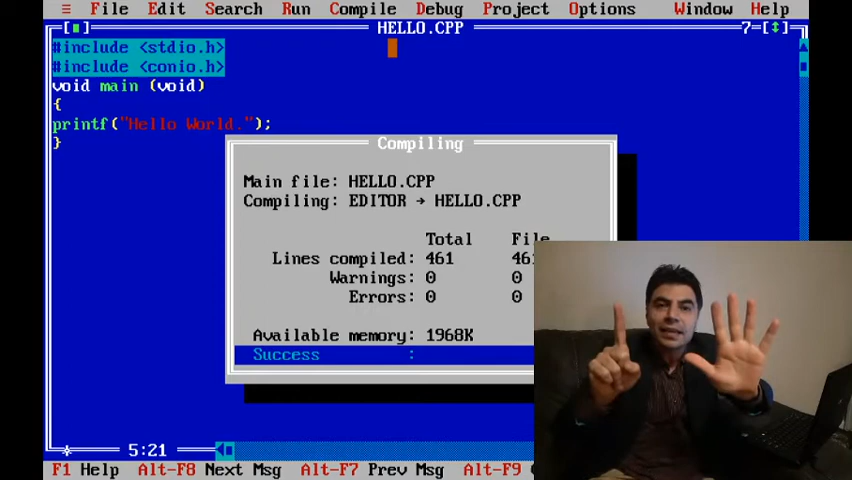 ≡ File Edit Search Run Compile Debug Project Options Window Help
HELLO.CPP 7
#include <stdio.h>
#include <conio.h>
void main (void)
{
printf("Hello World.");
}
Compiling
Main file: HELLO.CPP
Compiling: EDITOR → HELLO.CPP
Total File
Lines compiled: 461 461
Warnings: 0 0
Errors: 0 0
Available memory: 1968K
Success :
5:21
F1 Help Alt-F8 Next Msg Alt-F7 Prev Msg Alt-F9